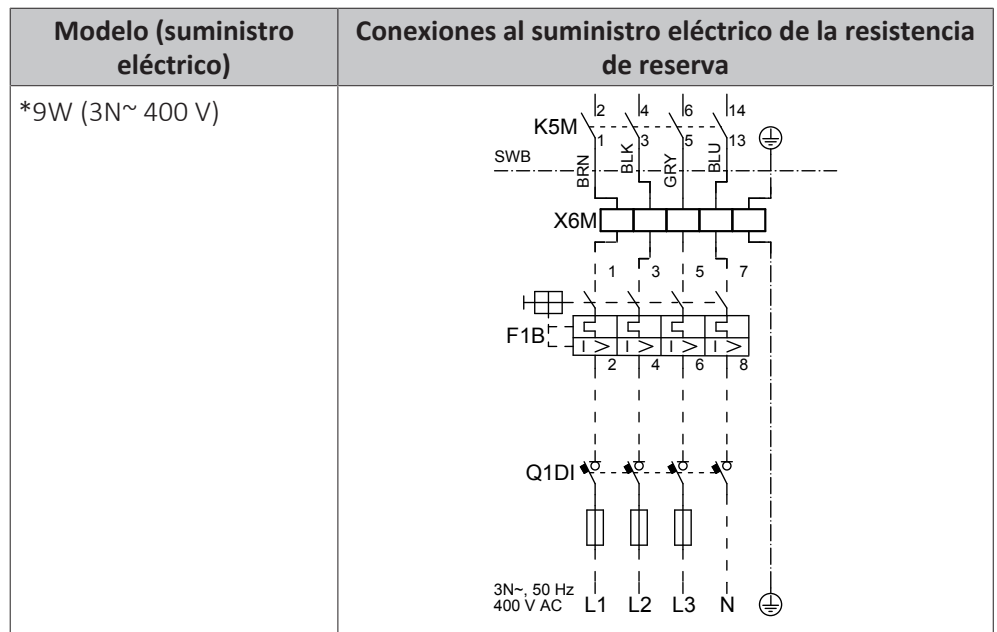 Modelo (suministro eléctrico)
Conexiones al suministro eléctrico de la resistencia de reserva
*9W (3N~ 400 V)
2 4 6 14
K5M
1 3 5 13
SWB
BRN BLK GRY BLU
X6M
1 3 5 7
F1B
I > I > I > I >
2 4 6 8
Q1DI
3N~, 50 Hz
400 V AC
L1 L2 L3 N